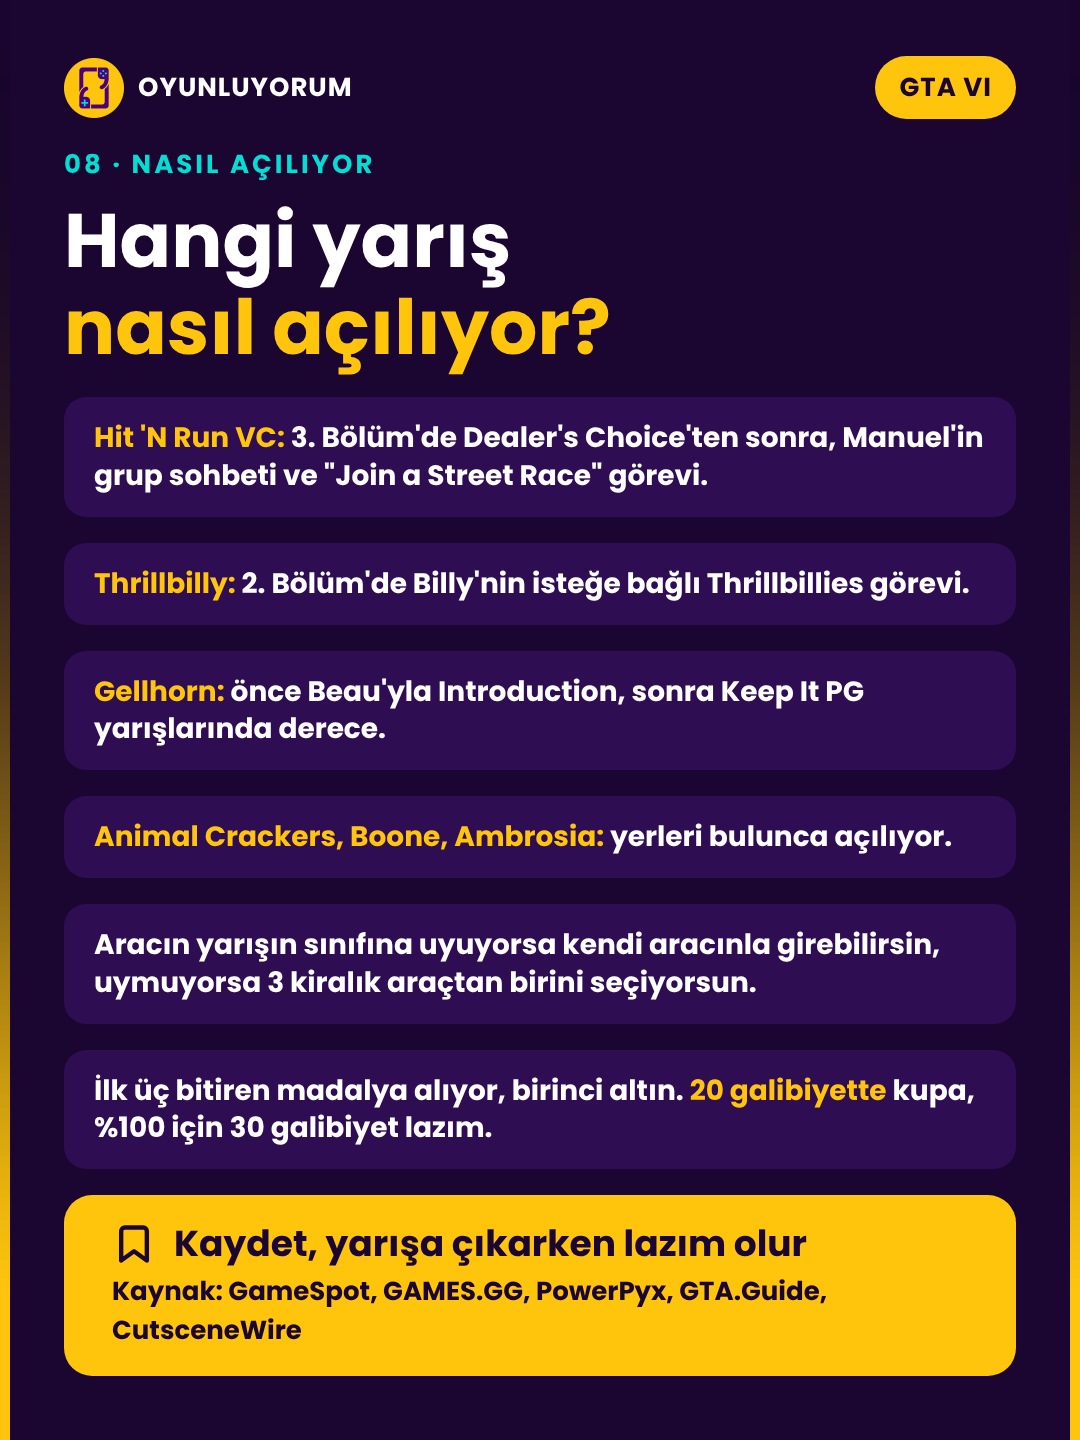 OYUNLUYORUM
GTA VI
08 · NASIL AÇILIYOR
Hangi yarış
nasıl açılıyor?
Hit 'N Run VC: 3. Bölüm'de Dealer's Choice'ten sonra, Manuel'in
grup sohbeti ve "Join a Street Race" görevi.
Thrillbilly: 2. Bölüm'de Billy'nin isteğe bağlı Thrillbillies görevi.
Gellhorn: önce Beau'yla Introduction, sonra Keep It PG
yarışlarında derece.
Animal Crackers, Boone, Ambrosia: yerleri bulunca açılıyor.
Aracın yarışın sınıfına uyuyorsa kendi aracınla girebilirsin,
uymuyorsa 3 kiralık araçtan birini seçiyorsun.
İlk üç bitiren madalya alıyor, birinci altın. 20 galibiyette kupa,
%100 için 30 galibiyet lazım.
Kaydet, yarışa çıkarken lazım olur
Kaynak: GameSpot, GAMES.GG, PowerPyx, GTA.Guide,
CutsceneWire